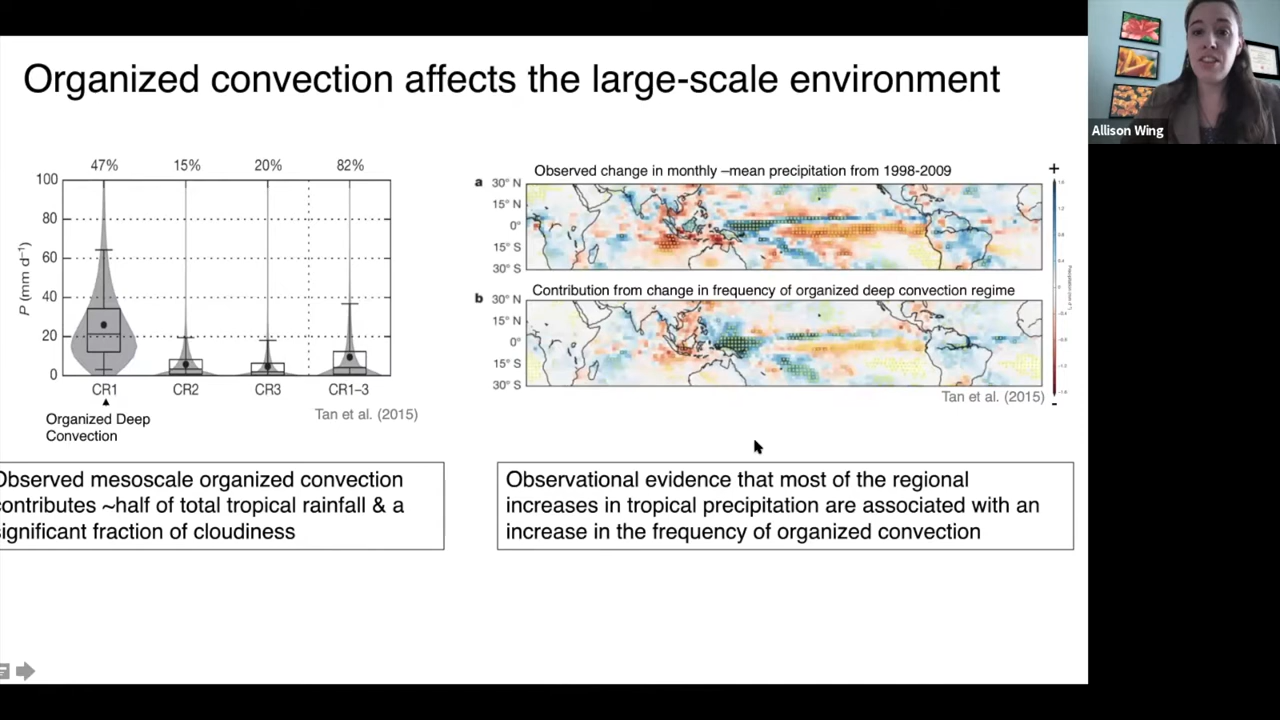 Organized convection affects the large-scale environment
Allison Wing
47% 15% 20% 82%
100
80
60
40
20
0
P (mm d⁻¹)
CR1 CR2 CR3 CR1–3
Organized Deep
Convection
Tan et al. (2015)
Observed change in monthly –mean precipitation from 1998-2009
+
a
30° N
15° N
0°
15° S
30° S
Contribution from change in frequency of organized deep convection regime
b
30° N
15° N
0°
15° S
30° S
Tan et al. (2015)
-
Observed mesoscale organized convection
contributes ~half of total tropical rainfall & a
significant fraction of cloudiness
Observational evidence that most of the regional
increases in tropical precipitation are associated with an
increase in the frequency of organized convection